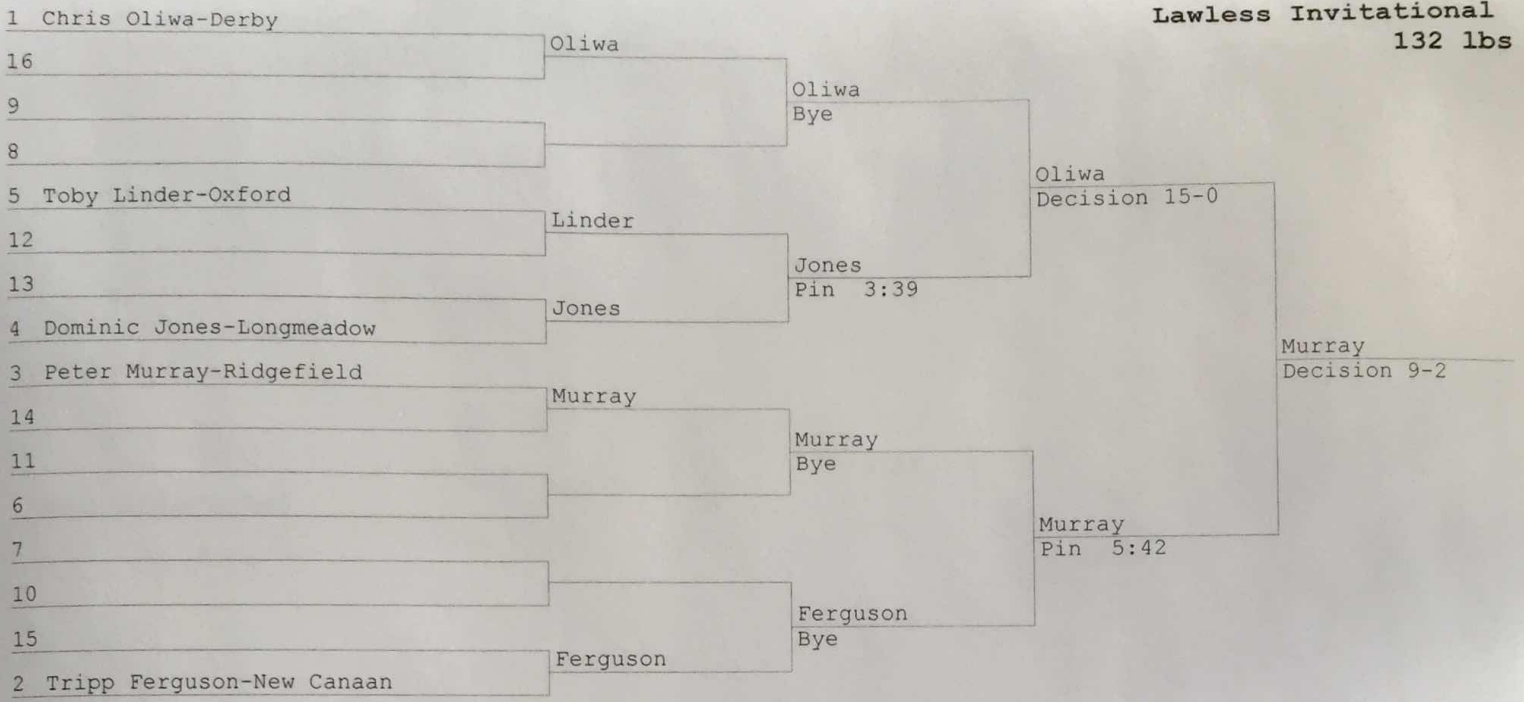 Lawless Invitational
132 lbs
1 Chris Oliwa-Derby
Oliwa
16
Oliwa
Bye
9
8
Oliwa
Decision 15-0
5 Toby Linder-Oxford
Linder
12
Jones
Pin 3:39
13
Jones
4 Dominic Jones-Longmeadow
Murray
Decision 9-2
3 Peter Murray-Ridgefield
Murray
14
Murray
Bye
11
6
Murray
Pin 5:42
7
10
Ferguson
Bye
15
Ferguson
2 Tripp Ferguson-New Canaan